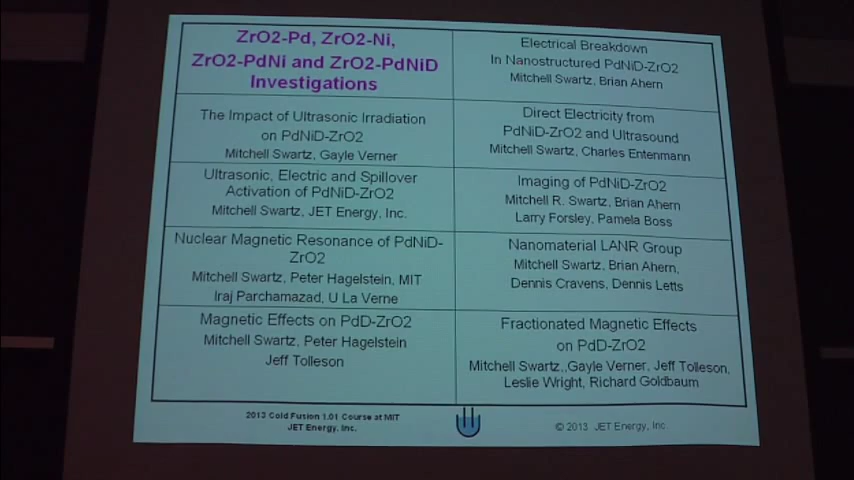 ZrO2-Pd, ZrO2-Ni,
ZrO2-PdNi and ZrO2-PdNiD
Investigations
Electrical Breakdown
In Nanostructured PdNiD-ZrO2
Mitchell Swartz, Brian Ahern
The Impact of Ultrasonic Irradiation
on PdNiD-ZrO2
Mitchell Swartz, Gayle Verner
Direct Electricity from
PdNiD-ZrO2 and Ultrasound
Mitchell Swartz, Charles Entenmann
Ultrasonic, Electric and Spillover
Activation of PdNiD-ZrO2
Mitchell Swartz, JET Energy, Inc.
Imaging of PdNiD-ZrO2
Mitchell R. Swartz, Brian Ahern
Larry Forsley, Pamela Boss
Nuclear Magnetic Resonance of PdNiD-
ZrO2
Mitchell Swartz, Peter Hagelstein, MIT
Iraj Parchamazad, U La Verne
Nanomaterial LANR Group
Mitchell Swartz, Brian Ahern,
Dennis Cravens, Dennis Letts
Magnetic Effects on PdD-ZrO2
Mitchell Swartz, Peter Hagelstein
Jeff Tolleson
Fractionated Magnetic Effects
on PdD-ZrO2
Mitchell Swartz,,Gayle Verner, Jeff Tolleson,
Leslie Wright, Richard Goldbaum
2013 Cold Fusion 1.01 Course at MIT
JET Energy, Inc.
© 2013 JET Energy, Inc.